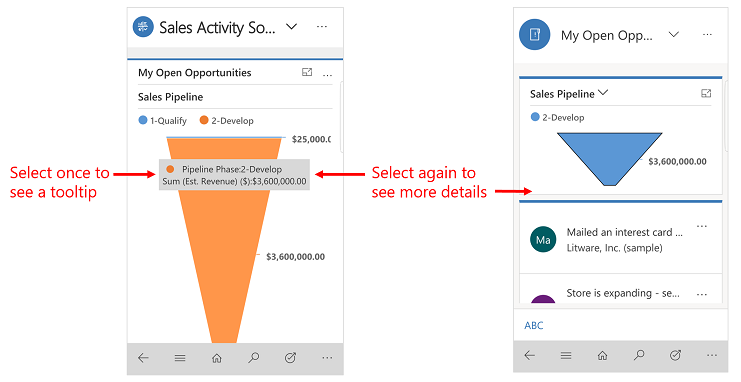 Sales Activity So...
...
My Open Opportunities
...
Sales Pipeline
1-Qualify
2-Develop
$25,000.(
Pipeline Phase:2-Develop
Sum (Est. Revenue) ($):$3,600,000.00
$3,600,000.00
...
Select once to
see a tooltip
Select again to
see more details
My Open Opp...
...
Sales Pipeline
2-Develop
$3,600,000.00
Ma
Mailed an interest card ...
...
Litware, Inc. (sample)
Store is expanding - se...
...
ABC
...